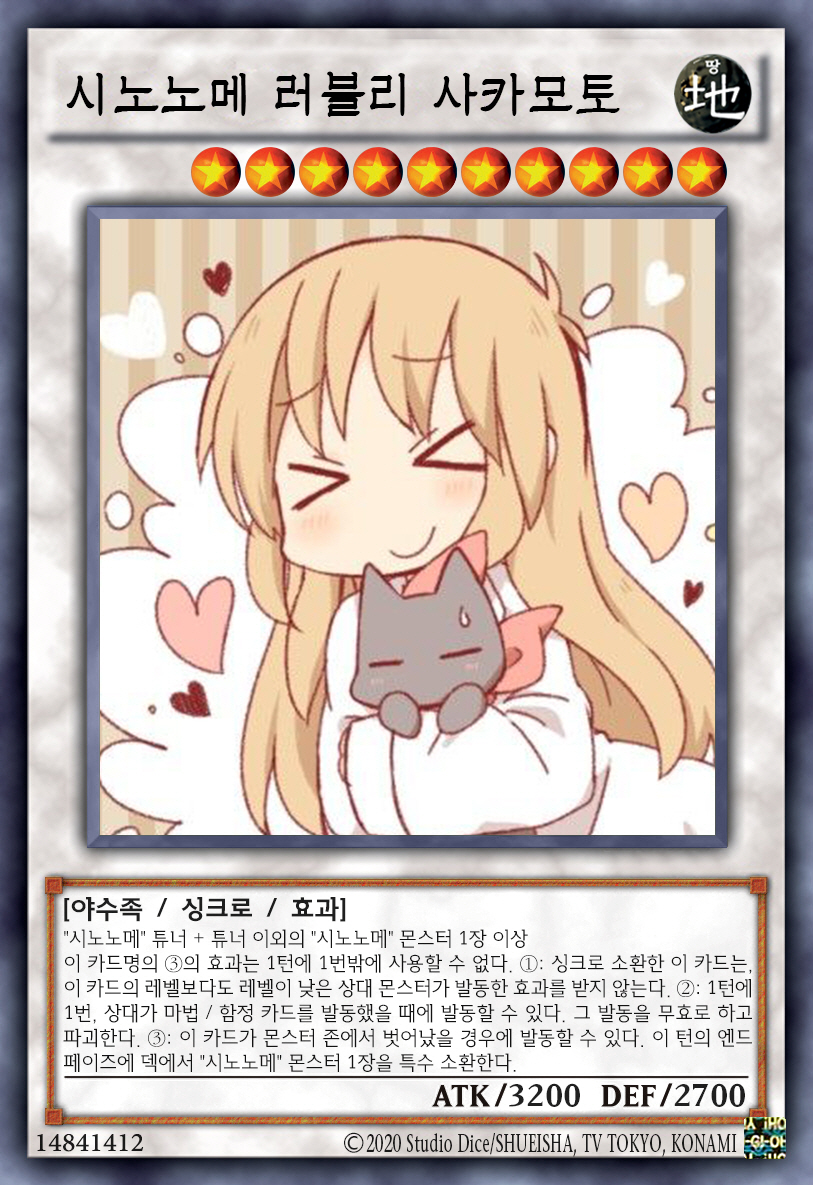 시노노메 러블리 사카모토
땅
地
[야수족 / 싱크로 / 효과]
"시노노메" 튜너 + 튜너 이외의 "시노노메" 몬스터 1장 이상
이 카드명의 ③의 효과는 1턴에 1번밖에 사용할 수 없다. ①: 싱크로 소환한 이 카드는,
이 카드의 레벨보다도 레벨이 낮은 상대 몬스터가 발동한 효과를 받지 않는다. ②: 1턴에
1번, 상대가 마법 / 함정 카드를 발동했을 때에 발동할 수 있다. 그 발동을 무효로 하고
파괴한다. ③: 이 카드가 몬스터 존에서 벗어났을 경우에 발동할 수 있다. 이 턴의 엔드
페이즈에 덱에서 "시노노메" 몬스터 1장을 특수 소환한다.
ATK/3200 DEF/2700
14841412 ©2020 Studio Dice/SHUEISHA, TV TOKYO, KONAMI